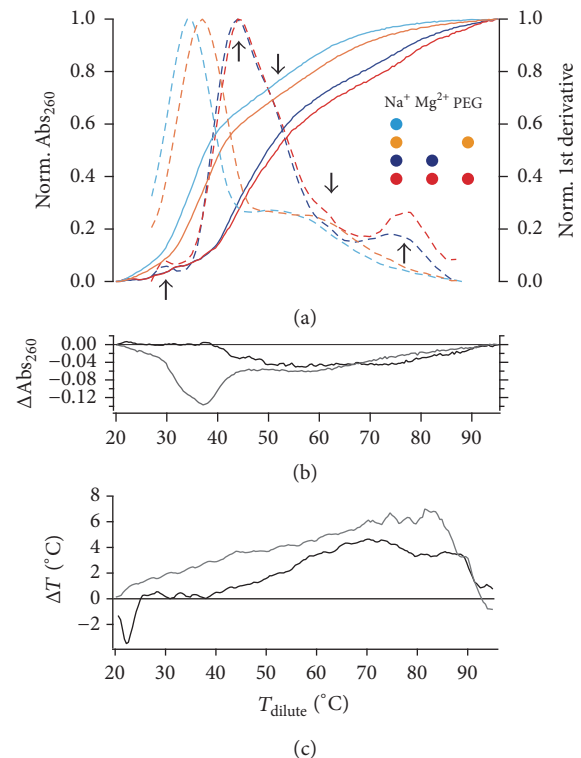 1.0 1.0
0.8 0.8
0.6 0.6
0.4 0.4
0.2 0.2
0.0 0.0
Norm. Abs260
Norm. 1st derivative
Na+ Mg2+ PEG
(a)
0.00
−0.04
−0.08
−0.12
ΔAbs260
20 30 40 50 60 70 80 90
(b)
8
6
4
2
0
−2
ΔT (°C)
20 30 40 50 60 70 80 90
Tdilute (°C)
(c)